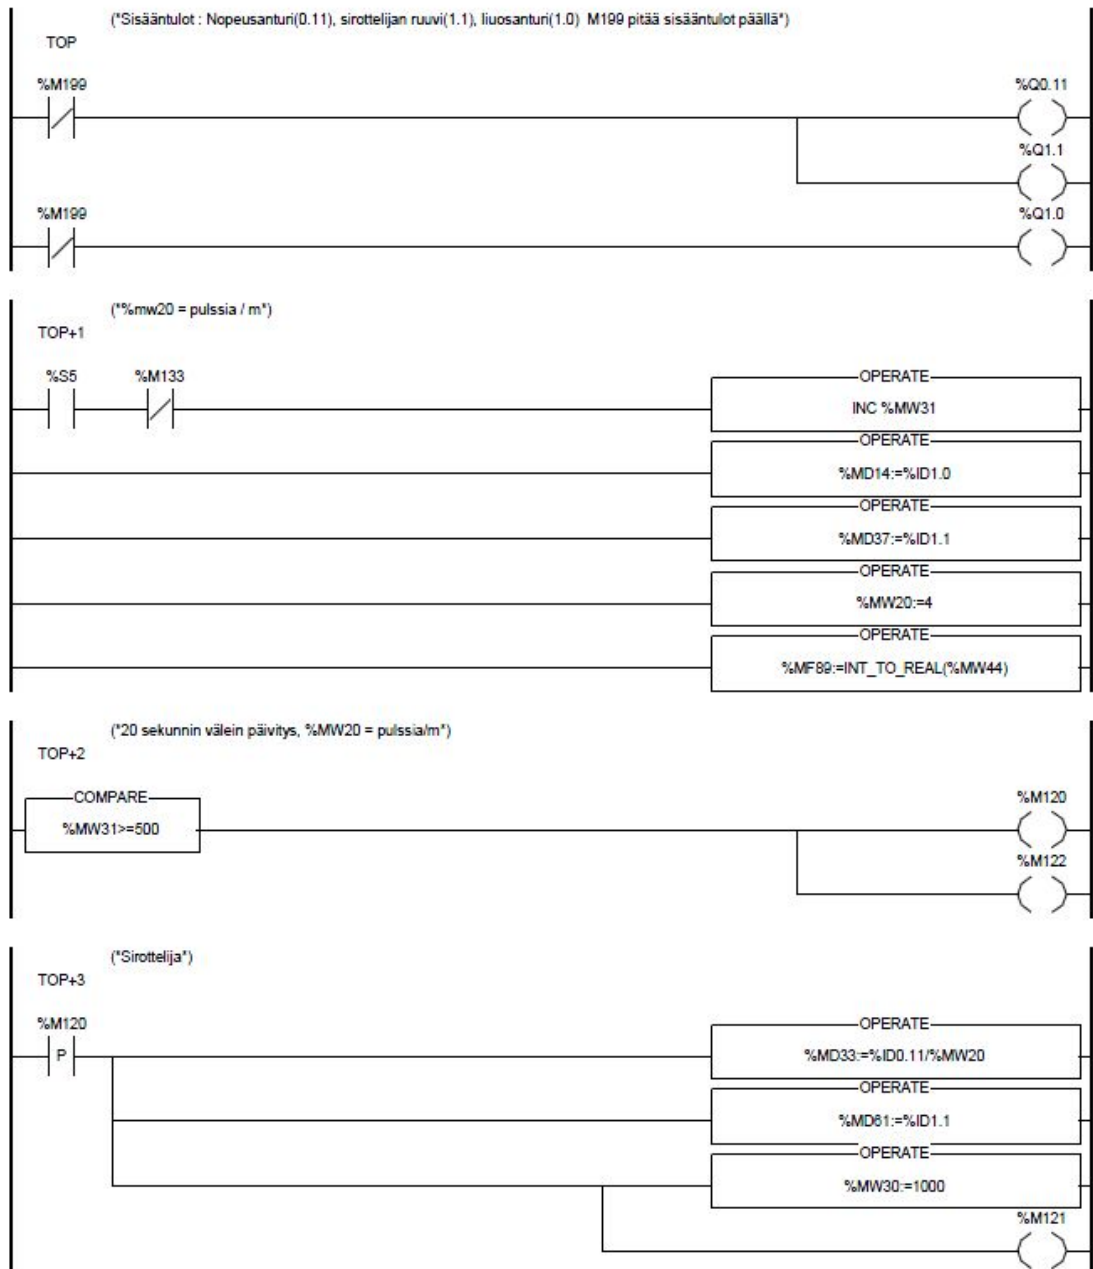 ("Sisääntulot : Nopeusanturi(0.11), sirottelijan ruuvi(1.1), liuosanturi(1.0) M199 pitää sisääntulot päällä")
TOP
%M199
%Q0.11
%Q1.1
%M199
%Q1.0
("%mw20 = pulssia / m")
TOP+1
%S5 %M133
OPERATE
INC %MW31
OPERATE
%MD14:=%ID1.0
OPERATE
%MD37:=%ID1.1
OPERATE
%MW20:=4
OPERATE
%MF89:=INT_TO_REAL(%MW44)
("20 sekunnin välein päivitys, %MW20 = pulssia/m")
TOP+2
COMPARE
%MW31>=500
%M120
%M122
("Sirottelija")
TOP+3
%M120
P
OPERATE
%MD33:=%ID0.11/%MW20
OPERATE
%MD61:=%ID1.1
OPERATE
%MW30:=1000
%M121